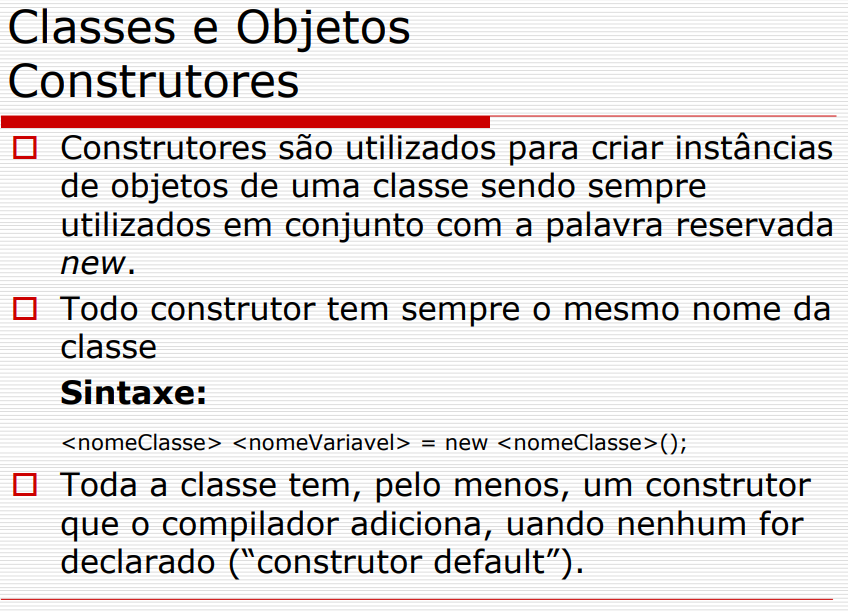 Classes e Objetos
Construtores
Construtores são utilizados para criar instâncias
de objetos de uma classe sendo sempre
utilizados em conjunto com a palavra reservada
new.
Todo construtor tem sempre o mesmo nome da
classe
Sintaxe:
<nomeClasse> <nomeVariavel> = new <nomeClasse>();
Toda a classe tem, pelo menos, um construtor
que o compilador adiciona, uando nenhum for
declarado (“construtor default”).